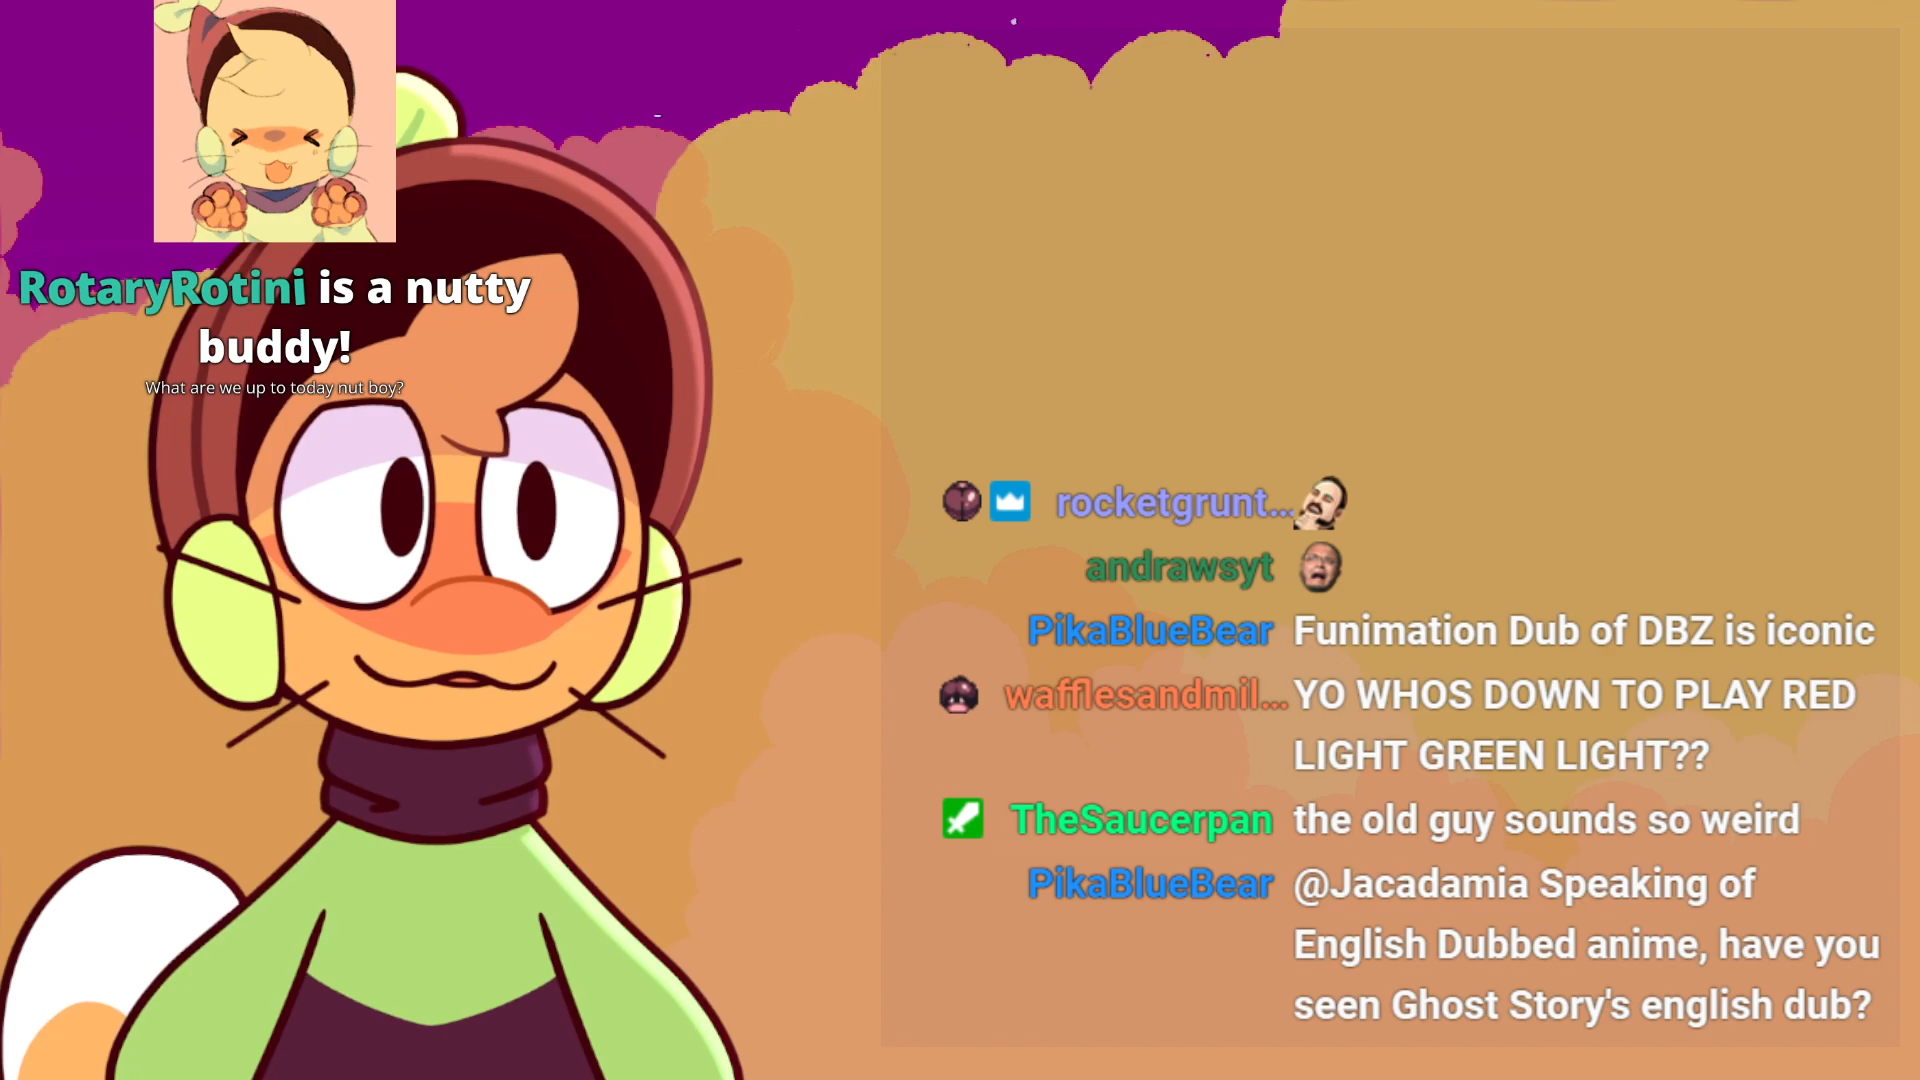 RotaryRotini is a nutty
buddy!
What are we up to today nut boy?
rocketgrunt...
andrawsyt
PikaBlueBear Funimation Dub of DBZ is iconic
wafflesandmil... YO WHOS DOWN TO PLAY RED
LIGHT GREEN LIGHT??
TheSaucerpan the old guy sounds so weird
PikaBlueBear @Jacadamia Speaking of
English Dubbed anime, have you
seen Ghost Story's english dub?